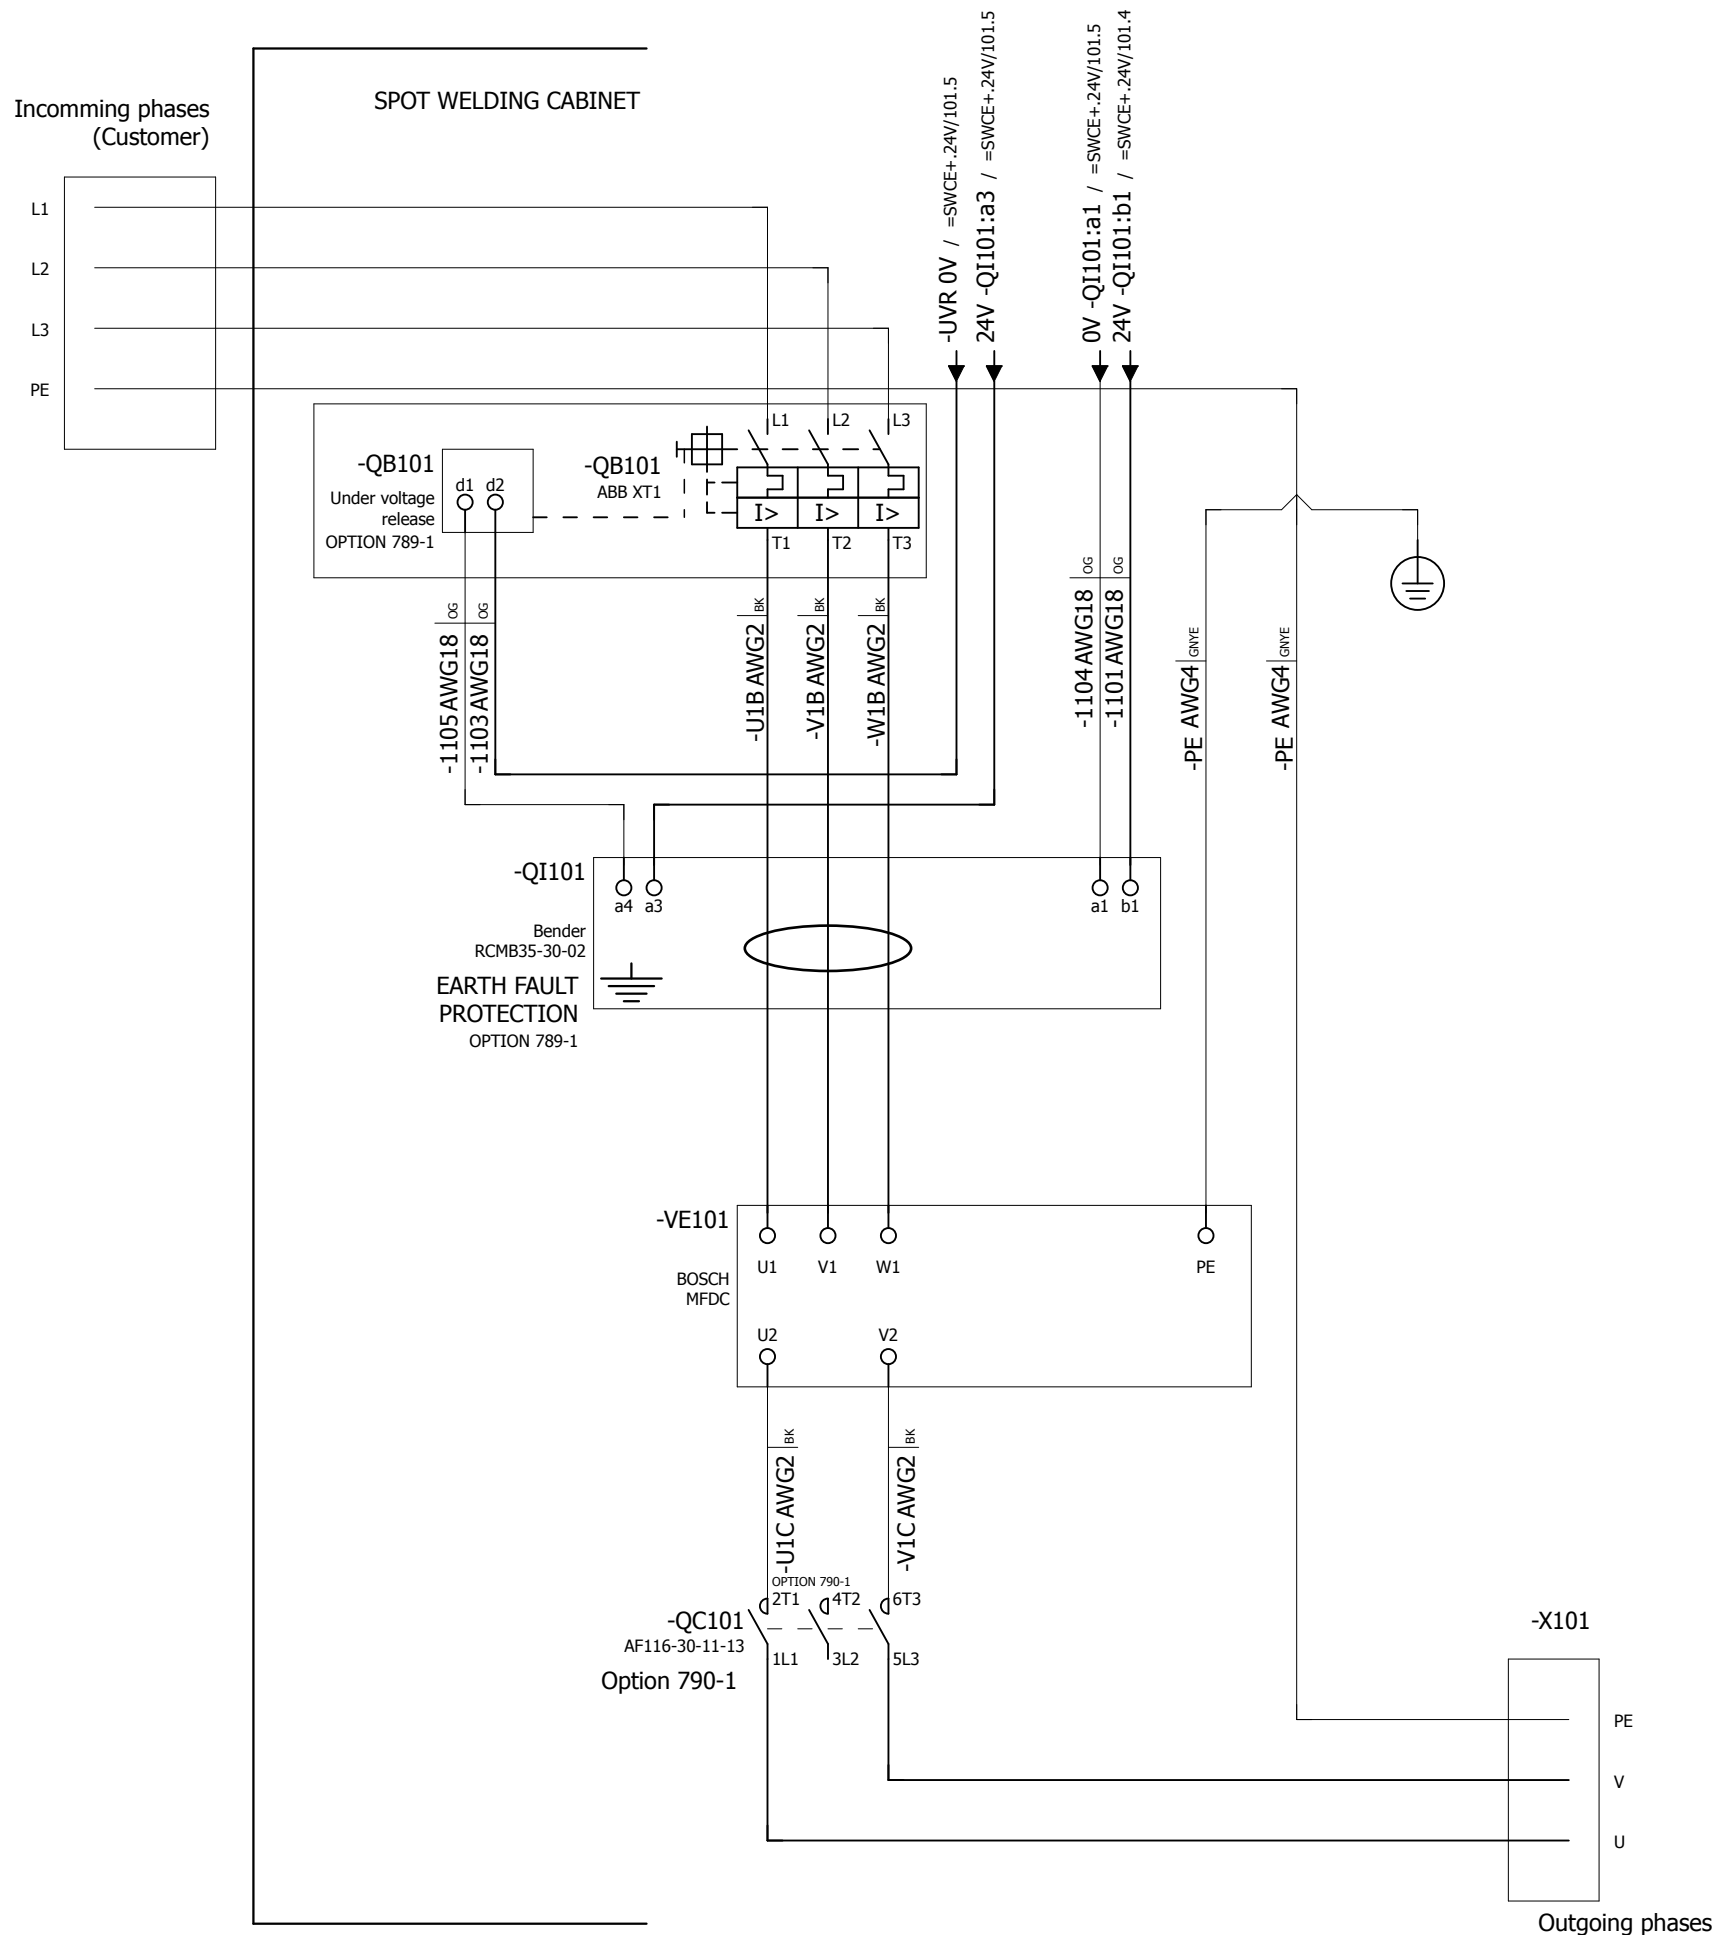 SPOT WELDING CABINET
Incomming phases
(Customer)
L1
L2
L3
PE
-UVR 0V / =SWCE+.24V/101.5
24V -QI101:a3 / =SWCE+.24V/101.5
0V -QI101:a1 / =SWCE+.24V/101.5
24V -QI101:b1 / =SWCE+.24V/101.4
-QB101
Under voltage
release
OPTION 789-1
d1 d2
-QB101
ABB XT1
L1 L2 L3
I> I> I>
T1 T2 T3
-1105 AWG18 OG
-1103 AWG18 OG
-U1B AWG2 BK
-V1B AWG2 BK
-W1B AWG2 BK
-1104 AWG18 OG
-1101 AWG18 OG
-PE AWG4 GNYE
-PE AWG4 GNYE
-QI101
a4 a3 a1 b1
Bender
RCMB35-30-02
EARTH FAULT
PROTECTION
OPTION 789-1
-VE101
BOSCH
MFDC
U1 V1 W1 PE
U2 V2
-U1C AWG2 BK
-V1C AWG2 BK
OPTION 790-1
2T1 4T2 6T3
-QC101
AF116-30-11-13
Option 790-1
1L1 3L2 5L3
-X101
PE
V
U
Outgoing phases